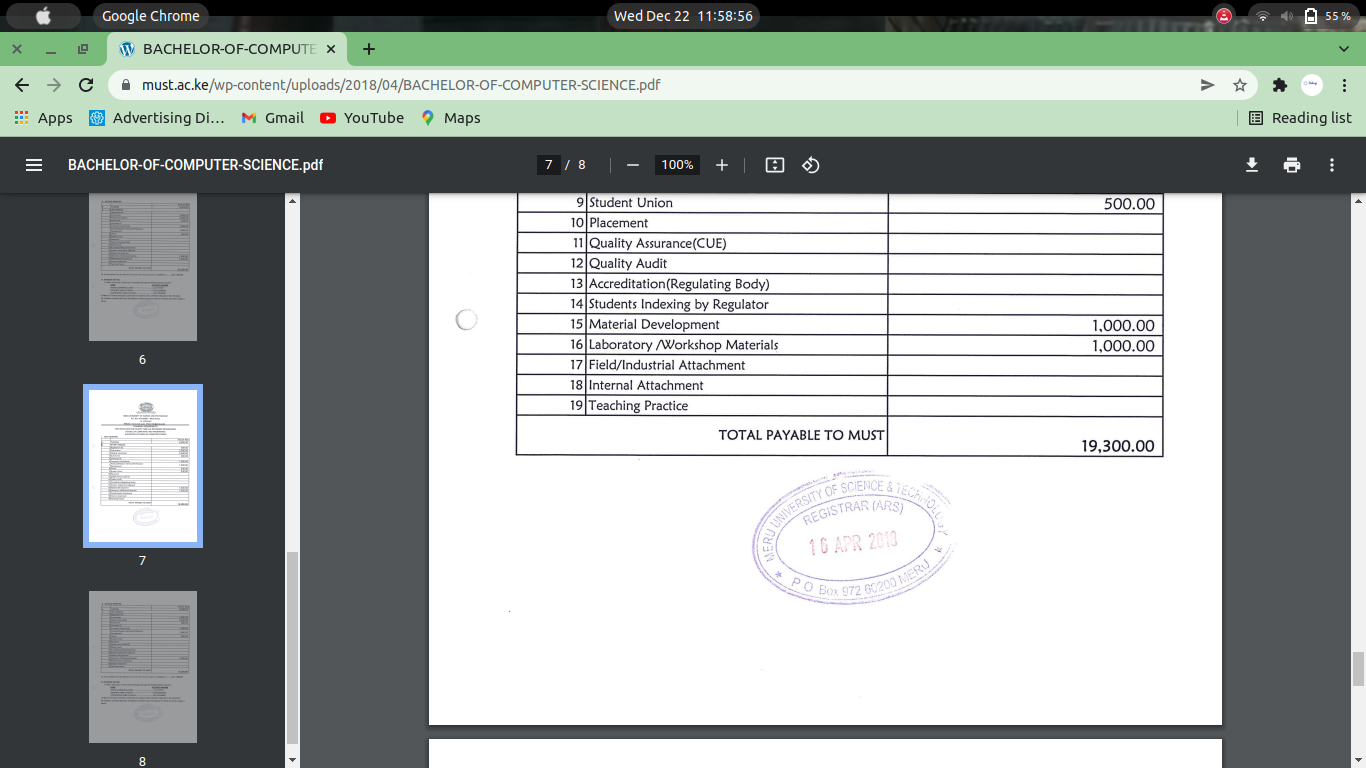 Google Chrome
Wed Dec 22 11:58:56
55 %
BACHELOR-OF-COMPUTE
must.ac.ke/wp-content/uploads/2018/04/BACHELOR-OF-COMPUTER-SCIENCE.pdf
Apps
Advertising Di...
Gmail
YouTube
Maps
Reading list
BACHELOR-OF-COMPUTER-SCIENCE.pdf
7 / 8
100%
6
7
8
9 Student Union 500.00
10 Placement
11 Quality Assurance(CUE)
12 Quality Audit
13 Accreditation(Regulating Body)
14 Students Indexing by Regulator
15 Material Development 1,000.00
16 Laboratory /Workshop Materials 1,000.00
17 Field/Industrial Attachment
18 Internal Attachment
19 Teaching Practice
TOTAL PAYABLE TO MUST 19,300.00
MERU UNIVERSITY OF SCIENCE & TECHNOLOGY
REGISTRAR (ARS)
16 APR 2018
P O Box 972 60200 MERU